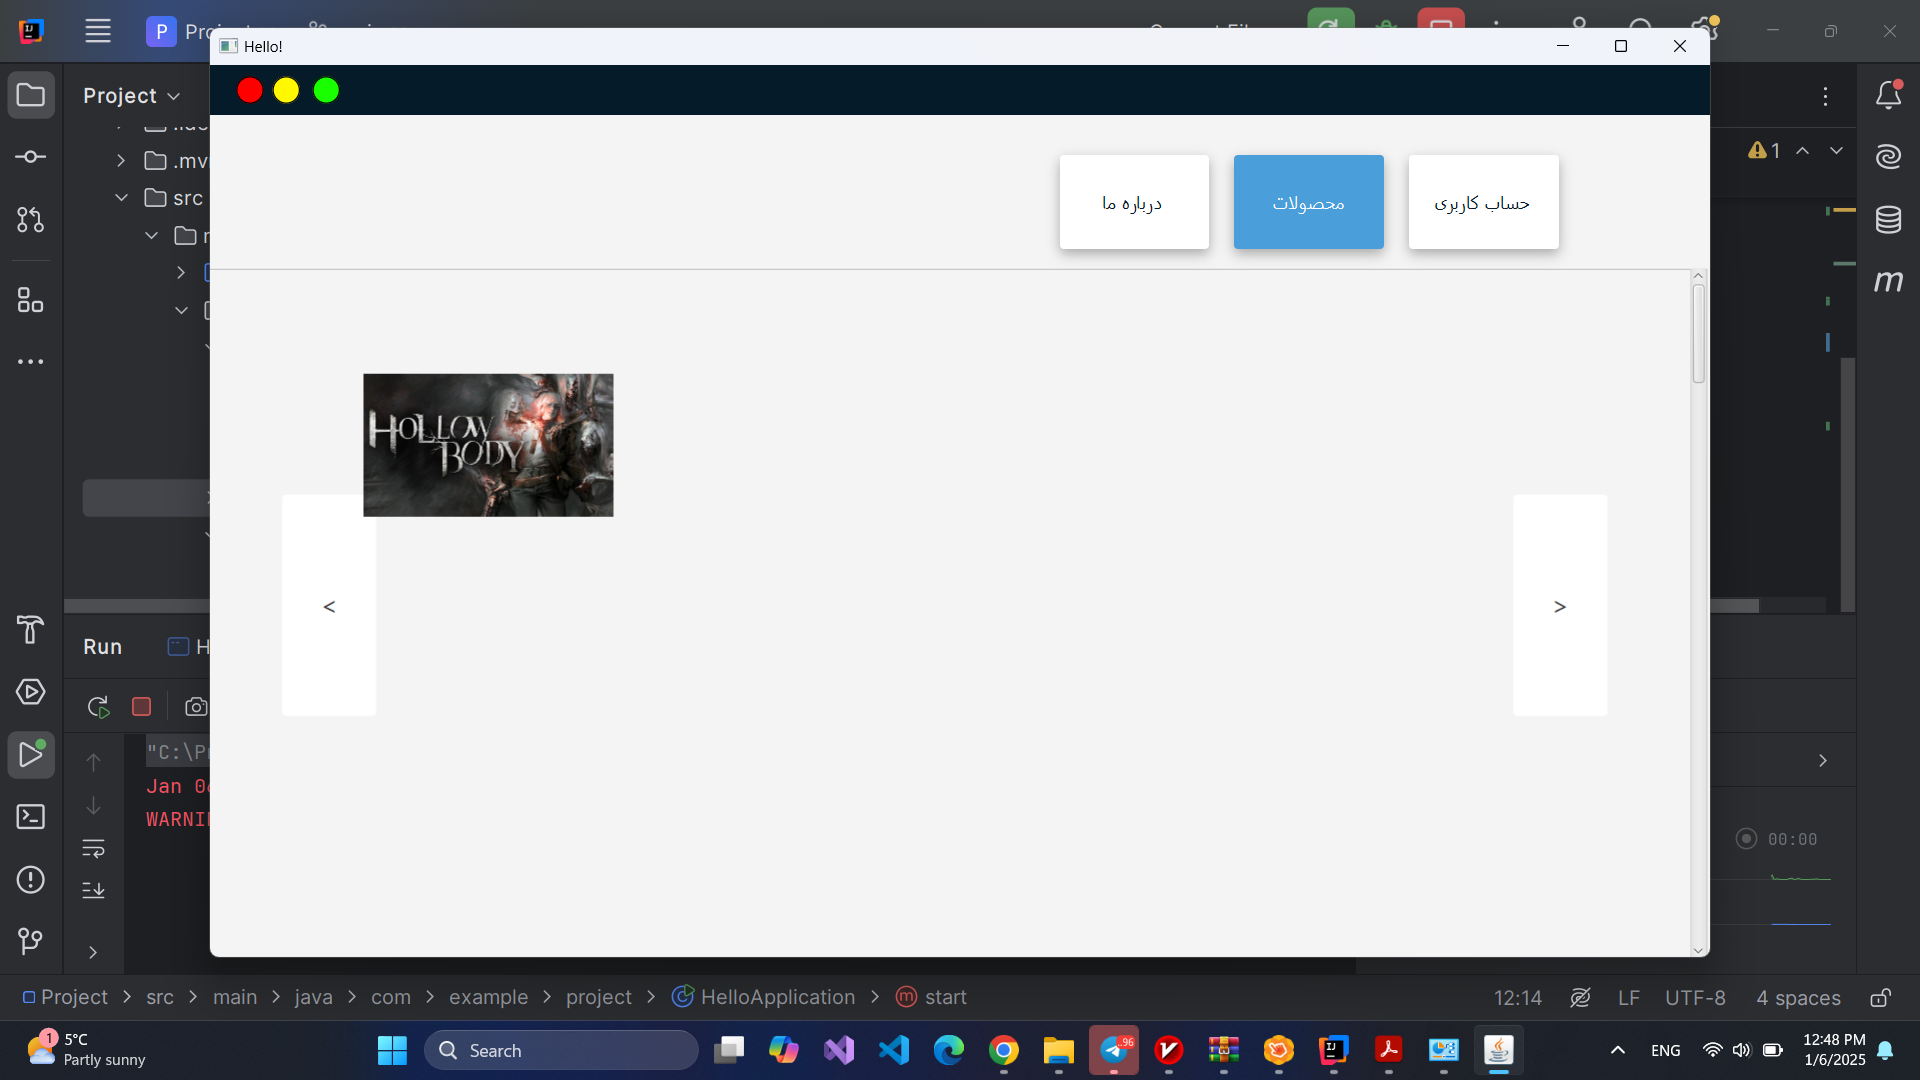 P
Hello!
Project
1
.mv
src
درباره ما
محصولات
حساب کاربری
m
HOLLOW
BODY
<
>
Run
H
"C:\P
Jan 0
WARNI
00:00
Project > src > main > java > com > example > project > HelloApplication > m start
12:14
LF
UTF-8
4 spaces
1
5°C
Partly sunny
Search
.96
ENG
12:48 PM
1/6/2025